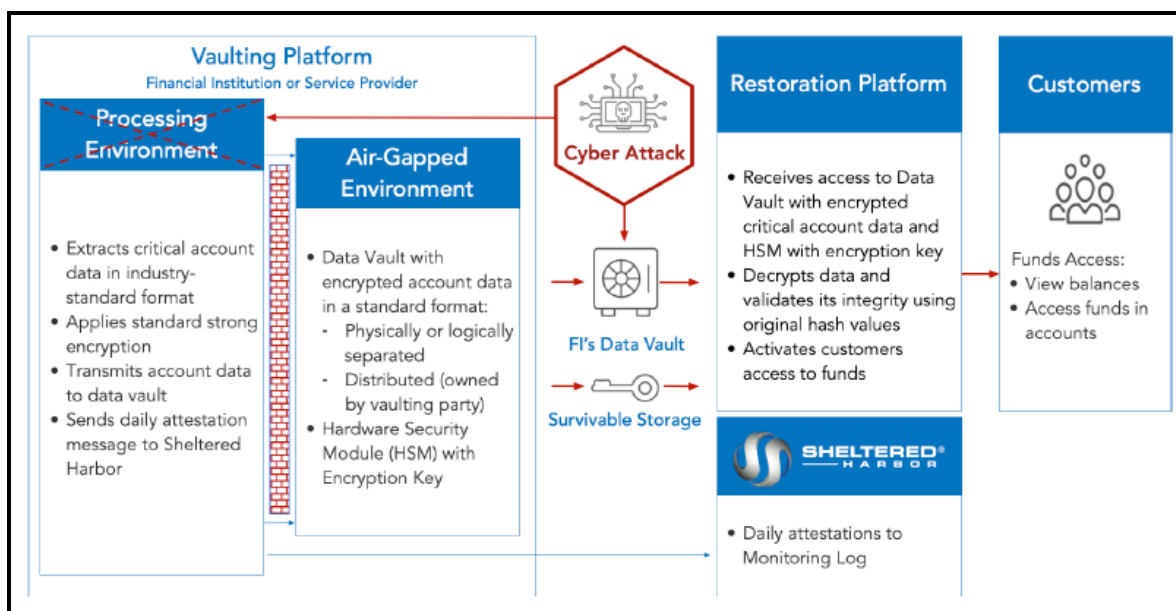 Vaulting Platform
Financial Institution or Service Provider
Processing
Environment
• Extracts critical account
data in industry-
standard format
• Applies standard strong
encryption
• Transmits account data
to data vault
• Sends daily attestation
message to Sheltered
Harbor
Air-Gapped
Environment
• Data Vault with
encrypted account data
in a standard format:
- Physically or logically
separated
- Distributed (owned
by vaulting party)
• Hardware Security
Module (HSM) with
Encryption Key
Cyber Attack
FI's Data Vault
Survivable Storage
Restoration Platform
• Receives access to Data
Vault with encrypted
critical account data and
HSM with encryption key
• Decrypts data and
validates its integrity using
original hash values
• Activates customers
access to funds
SHELTERED®
HARBOR
• Daily attestations to
Monitoring Log
Customers
Funds Access:
• View balances
• Access funds in
accounts